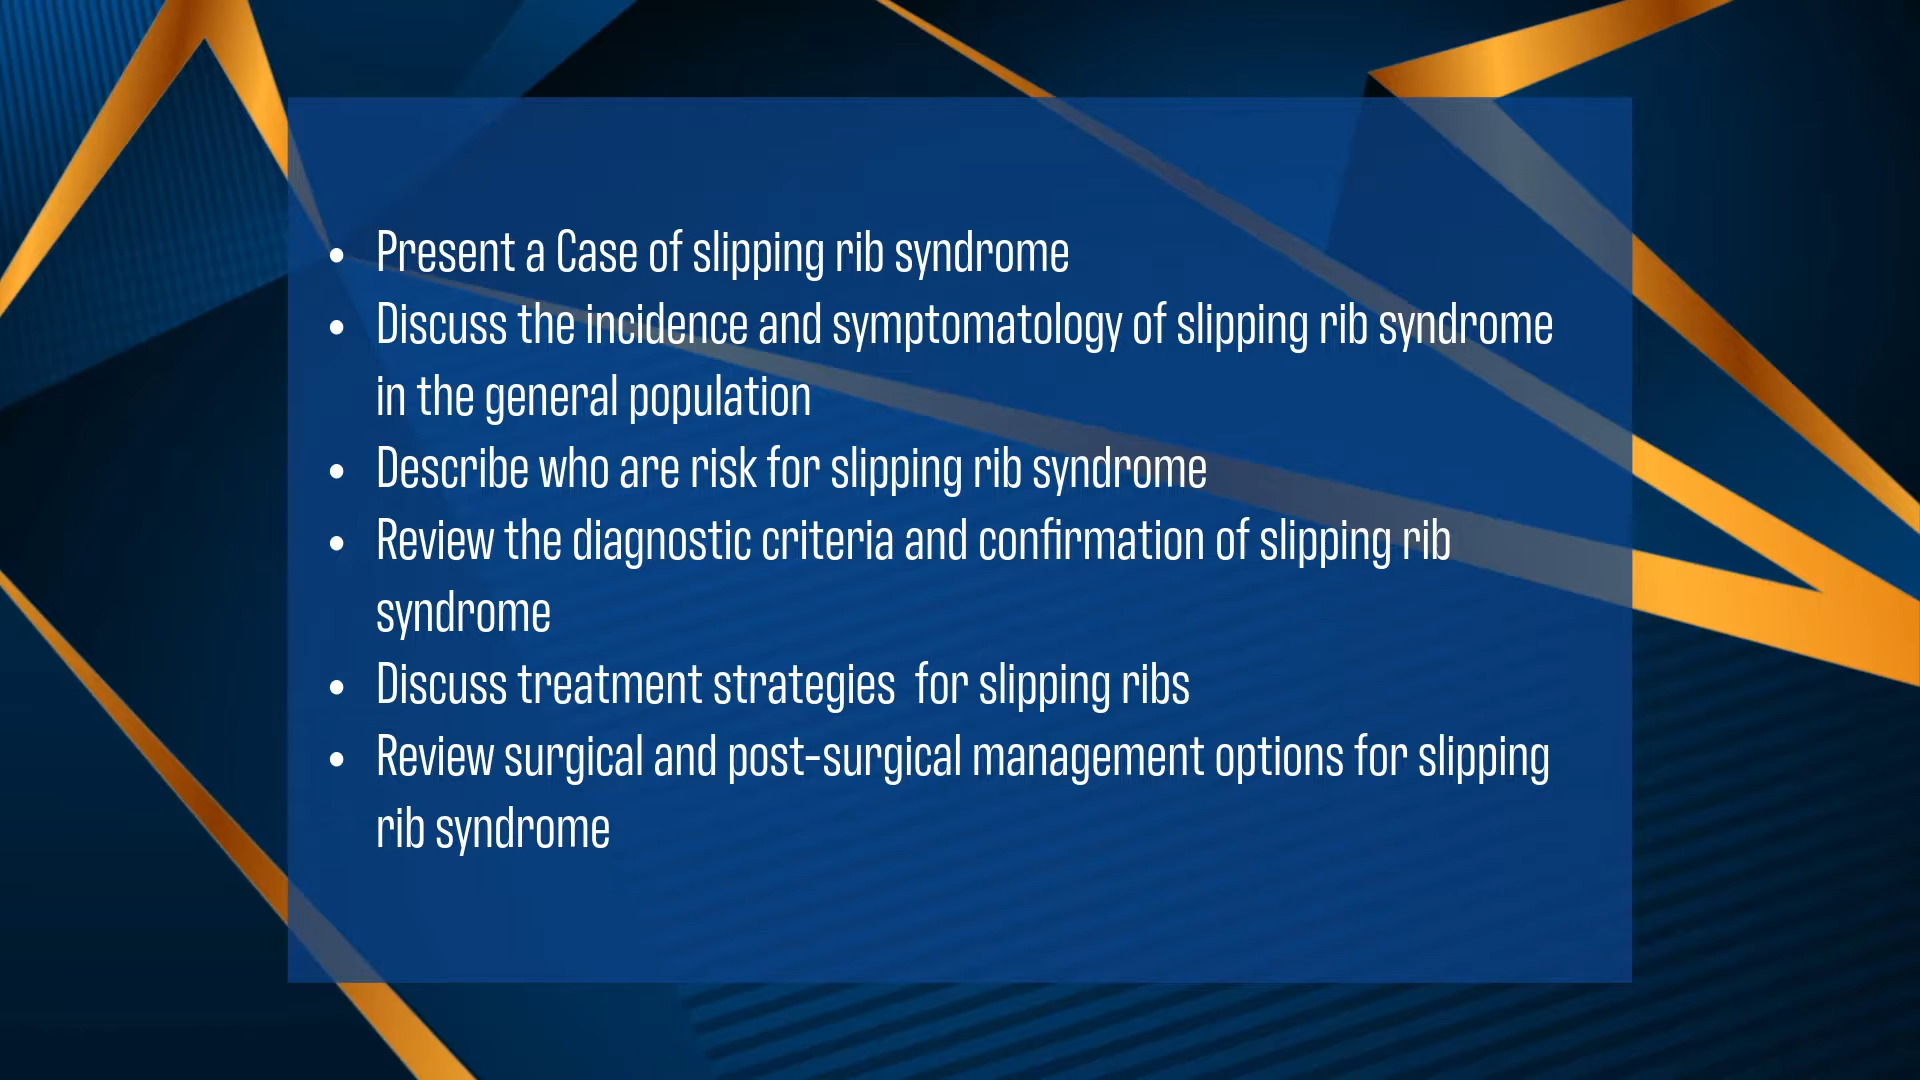 • Present a Case of slipping rib syndrome
• Discuss the incidence and symptomatology of slipping rib syndrome
in the general population
• Describe who are risk for slipping rib syndrome
• Review the diagnostic criteria and confirmation of slipping rib
syndrome
• Discuss treatment strategies  for slipping ribs
• Review surgical and post-surgical management options for slipping
rib syndrome